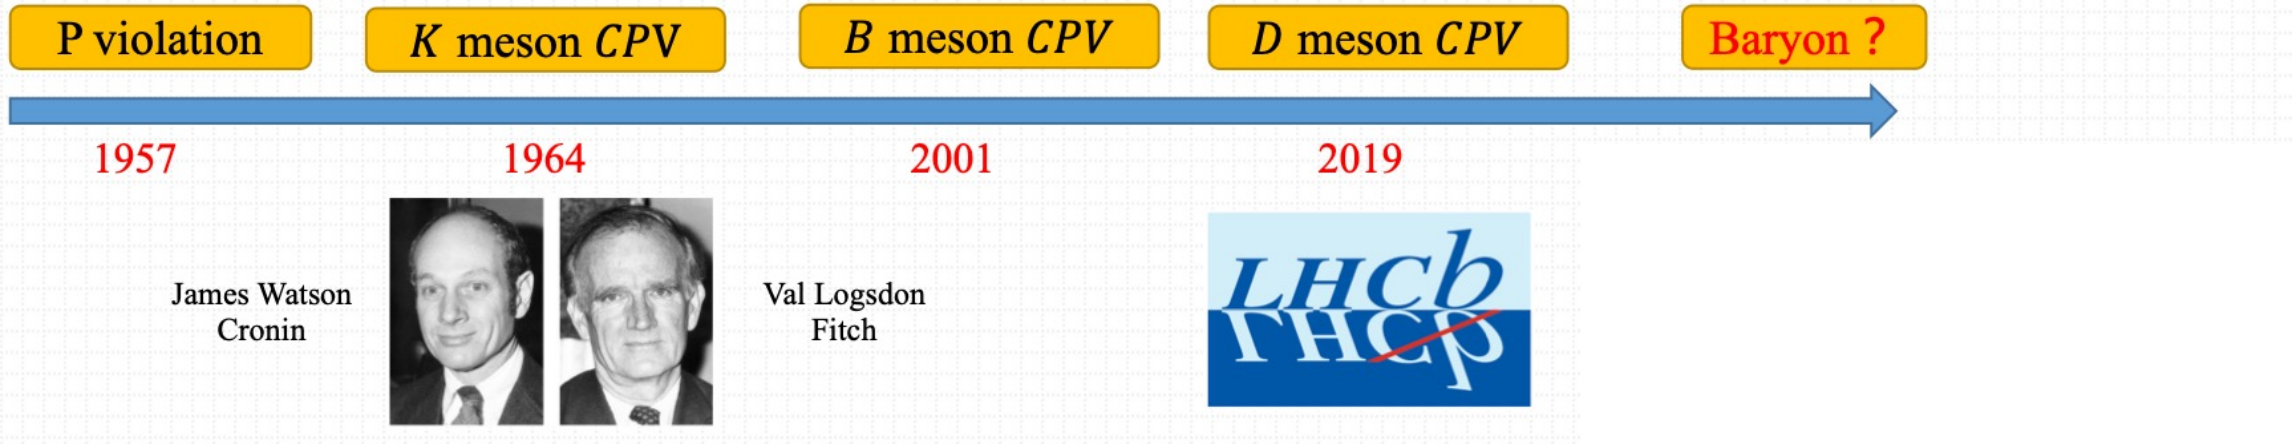 P violation
K meson CPV
B meson CPV
D meson CPV
Baryon ?
1957
1964
2001
2019
James Watson
Cronin
Val Logsdon
Fitch
LHCb
LHCb